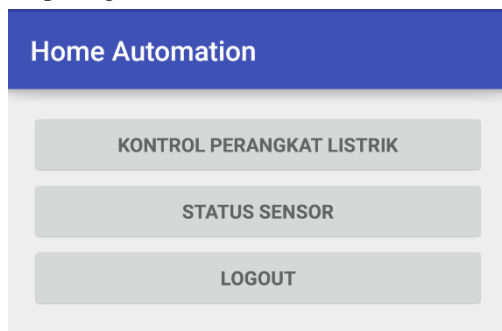 Home Automation
KONTROL PERANGKAT LISTRIK
STATUS SENSOR
LOGOUT